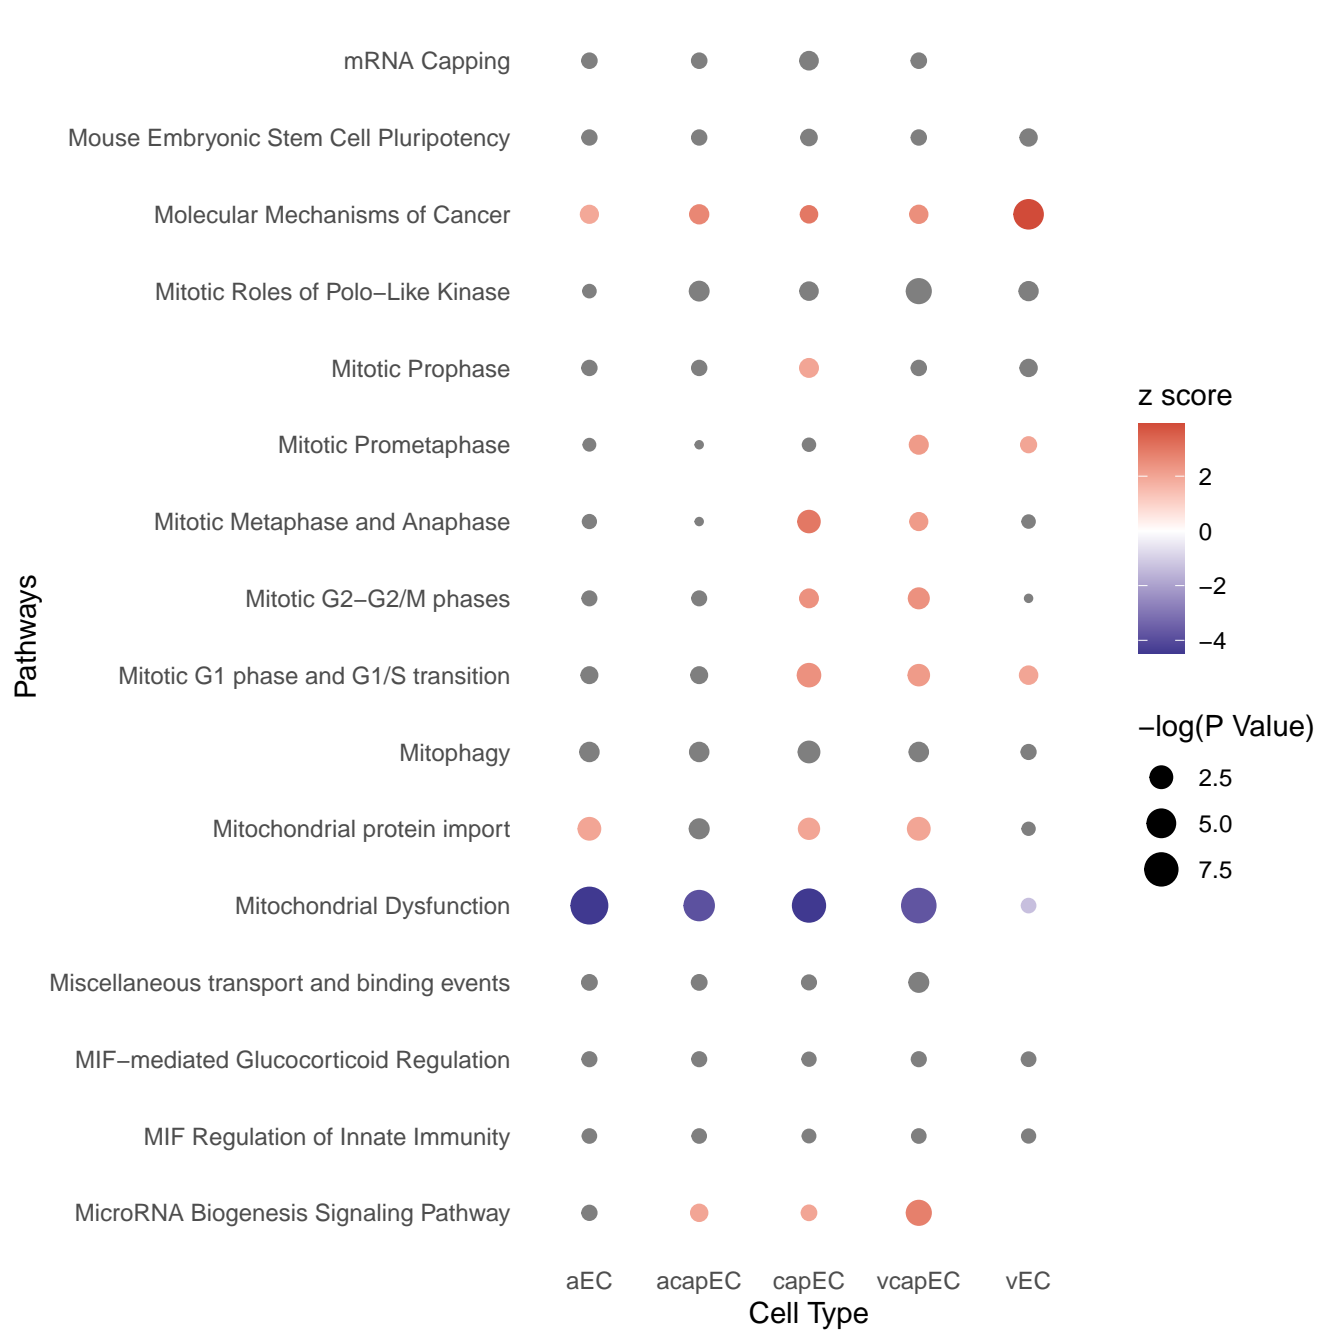 mRNA Capping
Mouse Embryonic Stem Cell Pluripotency
Molecular Mechanisms of Cancer
Mitotic Roles of Polo−Like Kinase
Mitotic Prophase
Mitotic Prometaphase
Mitotic Metaphase and Anaphase
Mitotic G2−G2/M phases
Mitotic G1 phase and G1/S transition
Mitophagy
Mitochondrial protein import
Mitochondrial Dysfunction
Miscellaneous transport and binding events
MIF−mediated Glucocorticoid Regulation
MIF Regulation of Innate Immunity
MicroRNA Biogenesis Signaling Pathway
Pathways
aEC acapEC capEC vcapEC vEC
Cell Type
z score
2
0
−2
−4
−log(P Value)
2.5
5.0
7.5